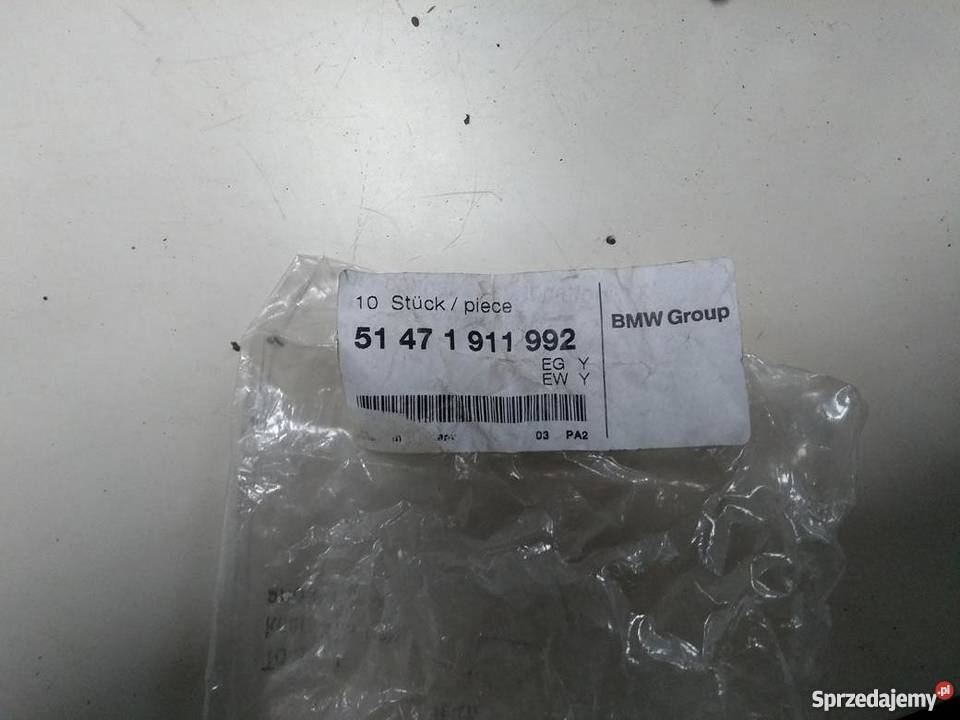 10 Stück / piece
51 47 1 911 992
EG Y
EW Y
03 PA2
BMW Group
Sprzedajemy.pl